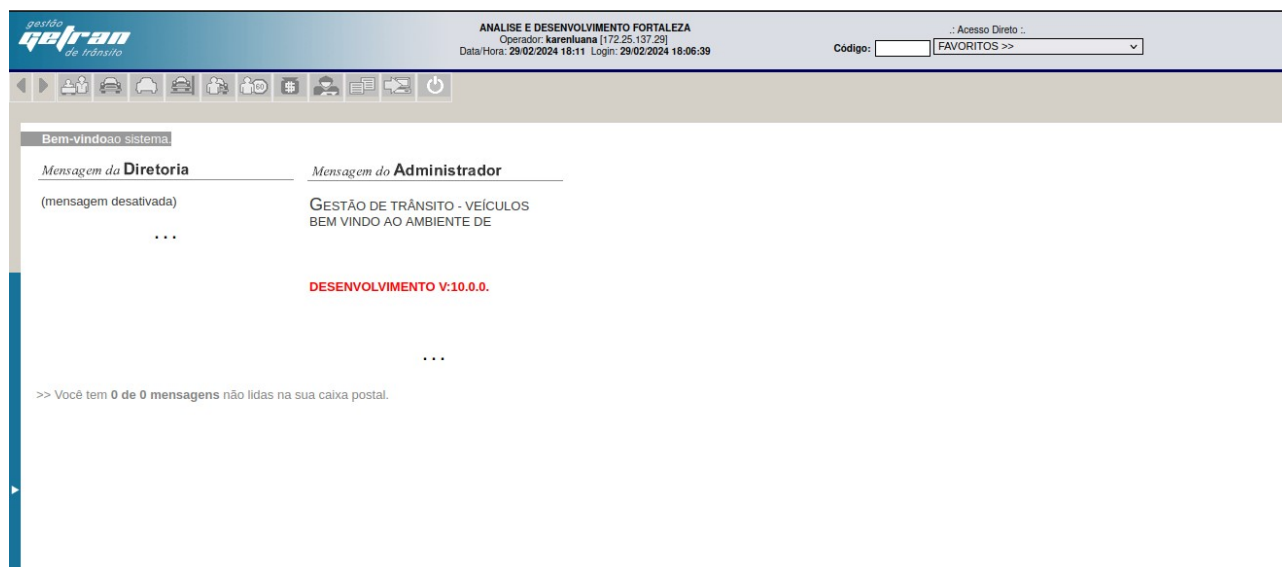 gestão
getran
de trânsito
ANALISE E DESENVOLVIMENTO FORTALEZA
Operador: karenluana [172.25.137.29]
Data/Hora: 29/02/2024 18:11 Login: 29/02/2024 18:06:39
.: Acesso Direto :.
Código:
FAVORITOS >>
60
$
Bem-vindoao sistema.
Mensagem da Diretoria
(mensagem desativada)
...
Mensagem do Administrador
GESTÃO DE TRÂNSITO - VEÍCULOS
BEM VINDO AO AMBIENTE DE
DESENVOLVIMENTO V:10.0.0.
...
>> Você tem 0 de 0 mensagens não lidas na sua caixa postal.